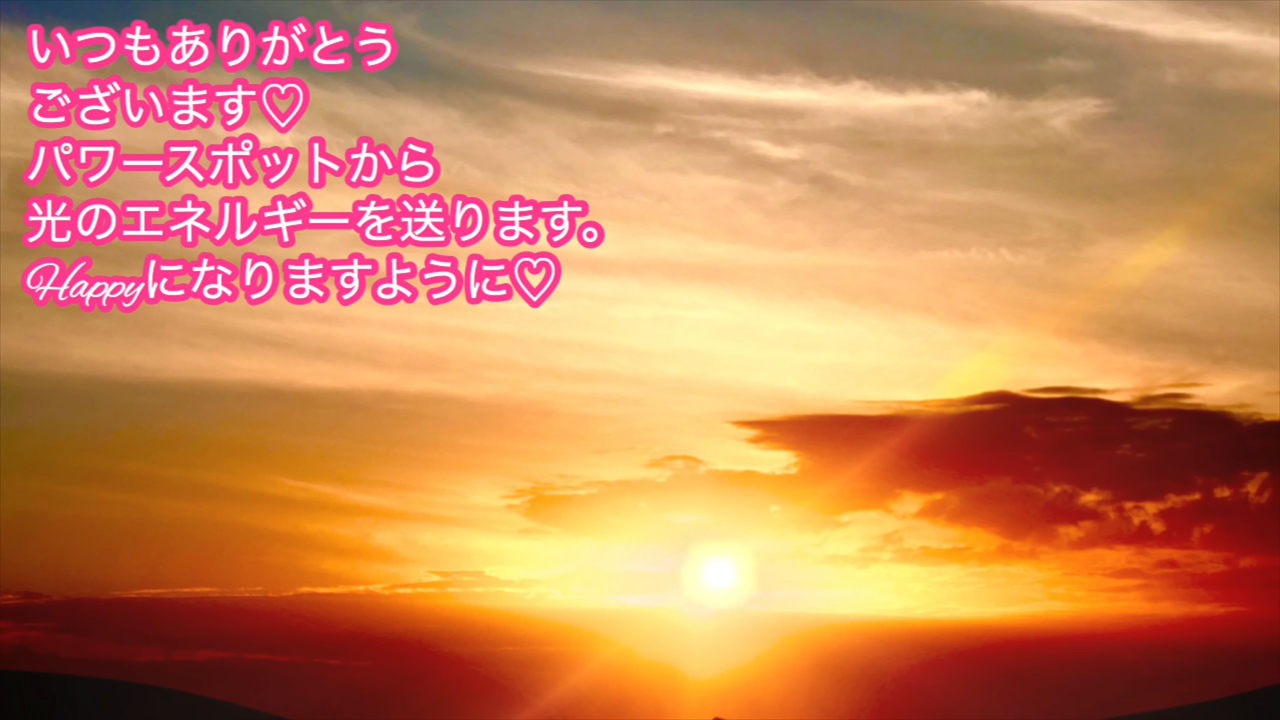 いつもありがとう
ございます♡
パワースポットから
光のエネルギーを送ります。
Happyになりますように♡